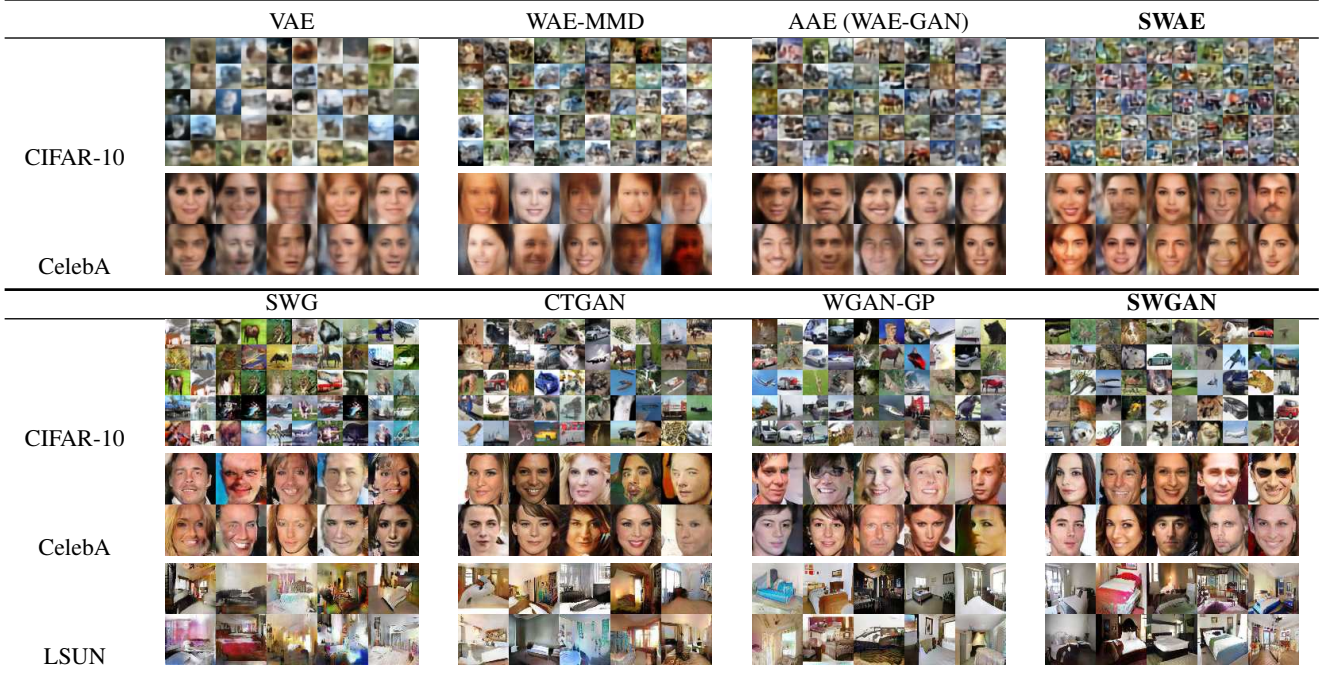 VAE WAE-MMD AAE (WAE-GAN) SWAE
CIFAR-10
CelebA
SWG CTGAN WGAN-GP SWGAN
CIFAR-10
CelebA
LSUN